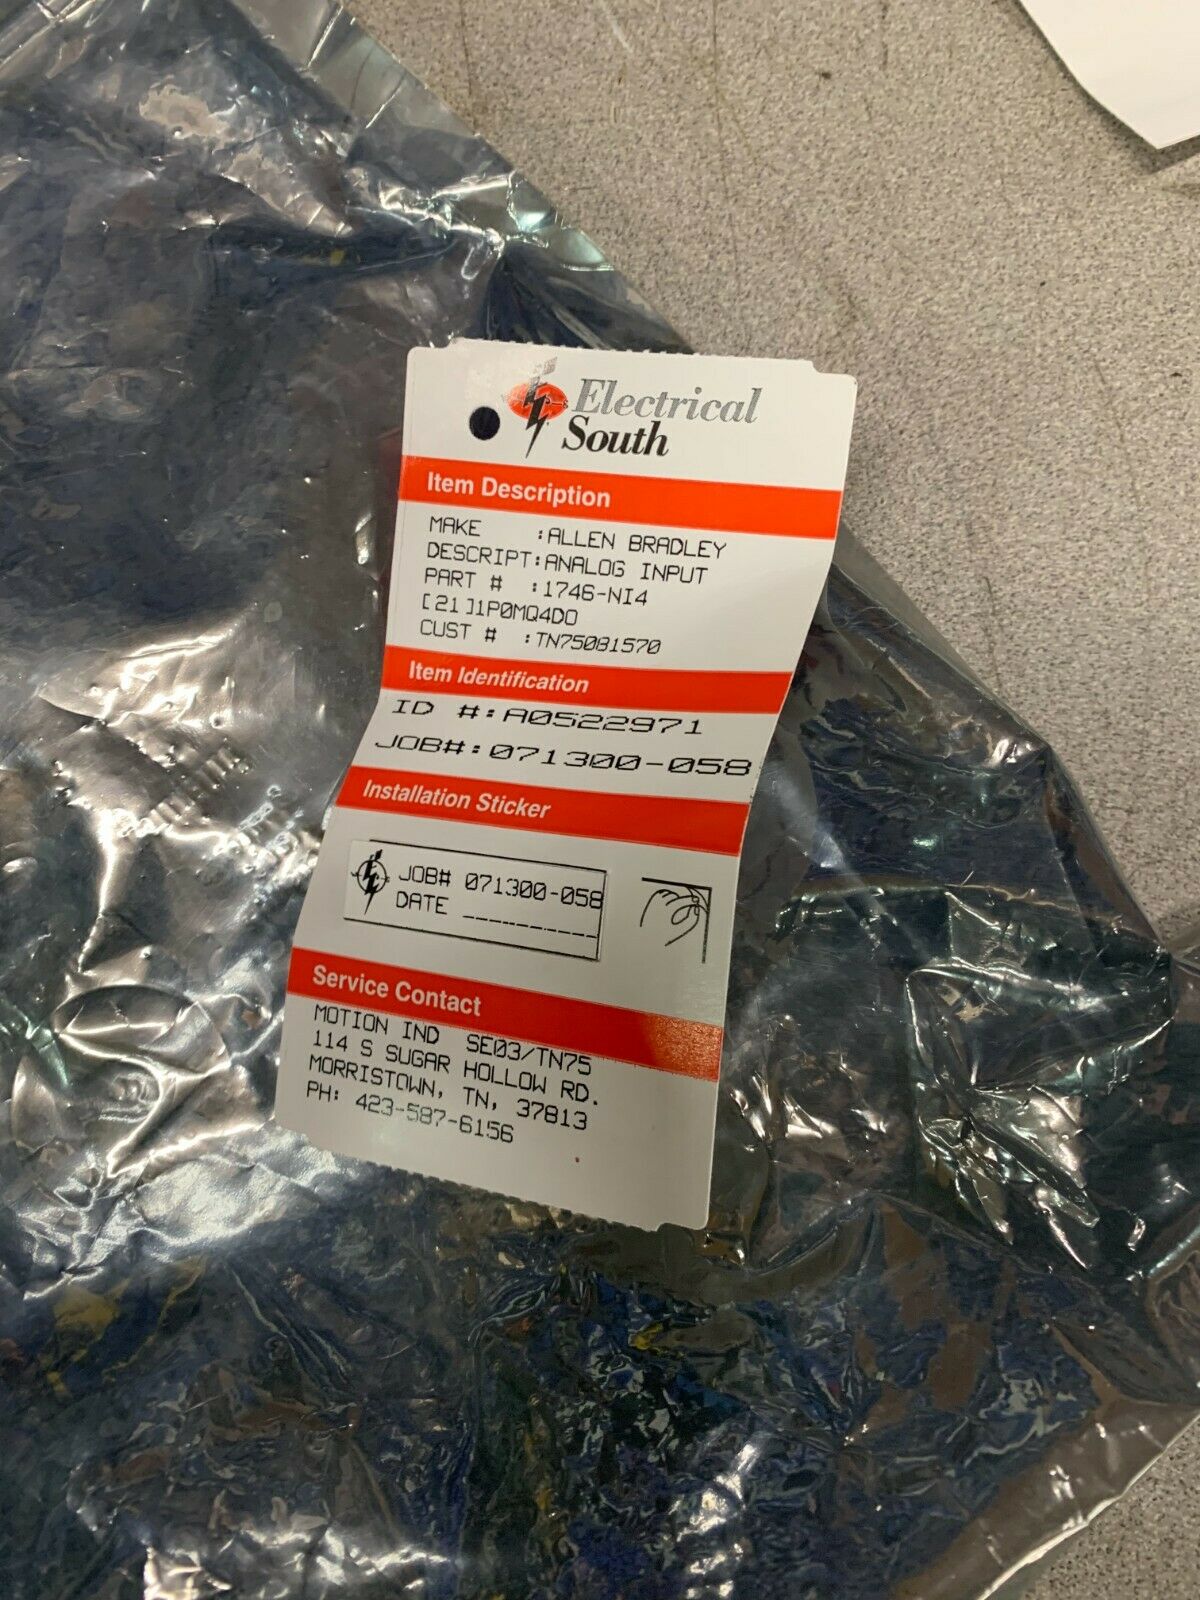 Electrical
South
Item Description
MAKE :ALLEN BRADLEY
DESCRIPT:ANALOG INPUT
PART # :1746-NI4
[21]1P0MQ4D0
CUST # :TN75081570
Item Identification
ID #:A0522971
JOB#:071300-058
Installation Sticker
JOB# 071300-058
DATE __________
Service Contact
MOTION IND SE03/TN75
114 S SUGAR HOLLOW RD.
MORRISTOWN, TN, 37813
PH: 423-587-6156